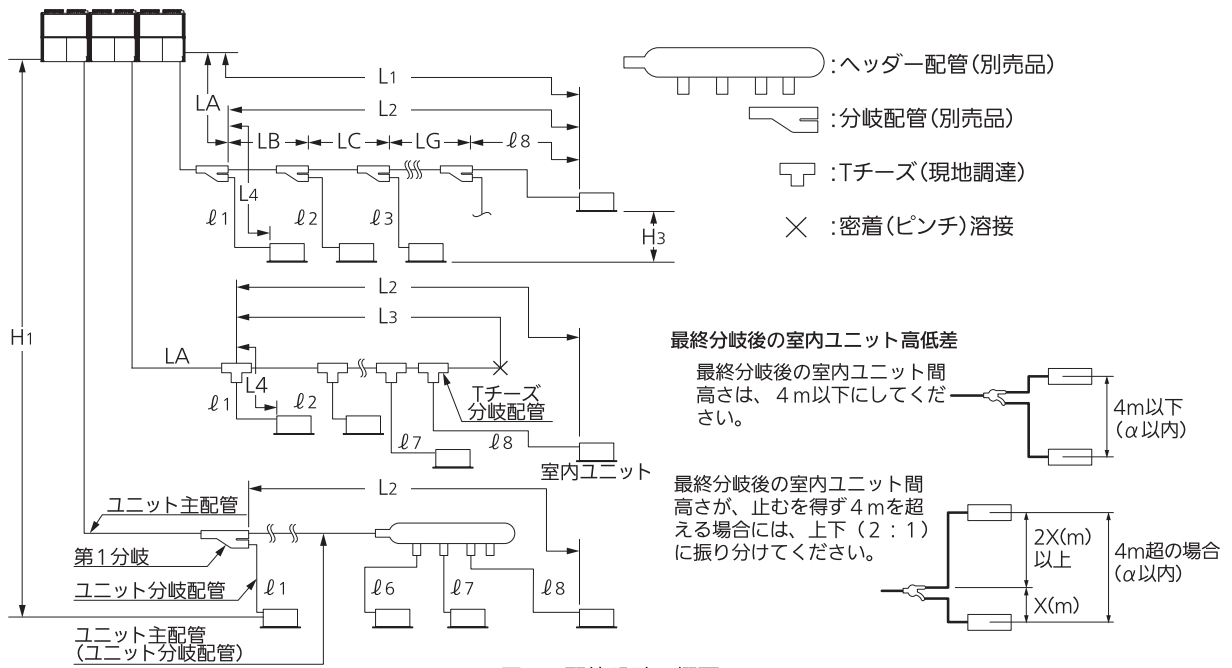 L1
LA
L2
LB
LC
LG
ℓ8
L4
ℓ1
ℓ2
ℓ3
H3
:ヘッダー配管(別売品)
:分岐配管(別売品)
:Tチーズ(現地調達)
:密着(ピンチ)溶接
H1
L2
L3
LA
L4
ℓ1
ℓ2
Tチーズ
分岐配管
ℓ7
ℓ8
室内ユニット
L2
ユニット主配管
第1分岐
ユニット分岐配管
ℓ1
ℓ6
ℓ7
ℓ8
ユニット主配管
(ユニット分岐配管)
最終分岐後の室内ユニット高低差
最終分岐後の室内ユニット間
高さは、4m以下にしてくだ
さい。
4m以下
(α以内)
最終分岐後の室内ユニット間
高さが、止むを得ず4mを超
える場合には、上下(2:1)
に振り分けてください。
2X(m)
以上
X(m)
4m超の場合
(α以内)